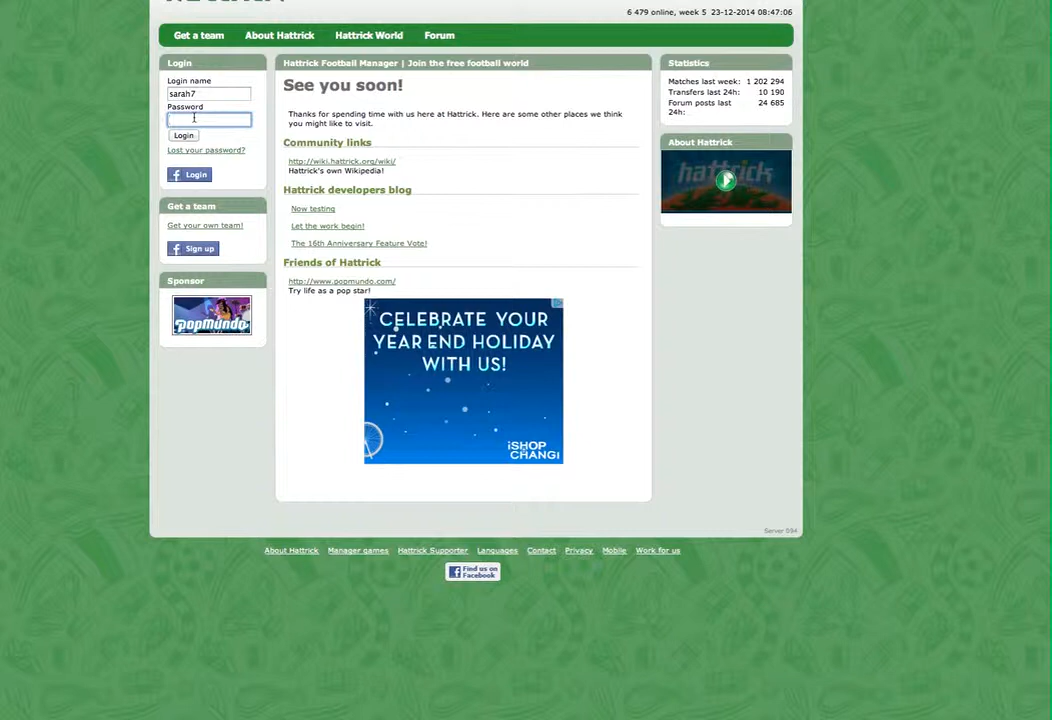 6 479 online, week 5 23-12-2014 08:47:06
Get a team About Hattrick Hattrick World Forum
Login
Login name
sarah7
Password
Login
Lost your password?
Login
Get a team
Get your own team!
Sign up
Sponsor
popmundo
Hattrick Football Manager | Join the free football world
See you soon!
Thanks for spending time with us here at Hattrick. Here are some other places we think
you might like to visit.
Community links
http://wiki.hattrick.org/wiki/
Hattrick's own Wikipedia!
Hattrick developers blog
Now testing
Let the work begin!
The 16th Anniversary Feature Vote!
Friends of Hattrick
http://www.popmundo.com/
Try life as a pop star!
CELEBRATE YOUR
YEAR END HOLIDAY
WITH US!
iSHOP
CHANGI
Statistics
Matches last week: 1 202 294
Transfers last 24h: 10 190
Forum posts last 24 685
24h:
About Hattrick
hattrick
Server 094
About Hattrick Manager games Hattrick Supporter Languages Contact Privacy Mobile Work for us
Find us on
Facebook